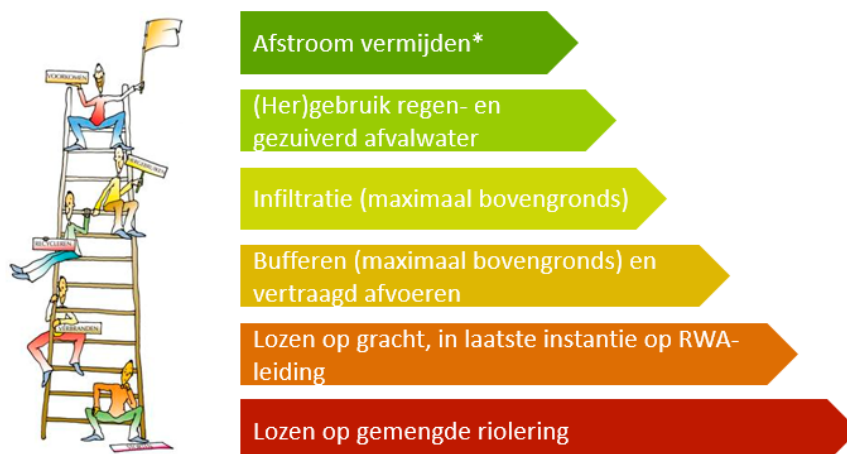 VOORKOMEN
Afstroom vermijden*
(Her)gebruik regen- en
gezuiverd afvalwater
HERGEBRUIKEN
Infiltratie (maximaal bovengronds)
RECYCLEREN
Bufferen (maximaal bovengronds) en
vertraagd afvoeren
VERBRANDEN
Lozen op gracht, in laatste instantie op RWA-
leiding
Lozen op gemengde riolering